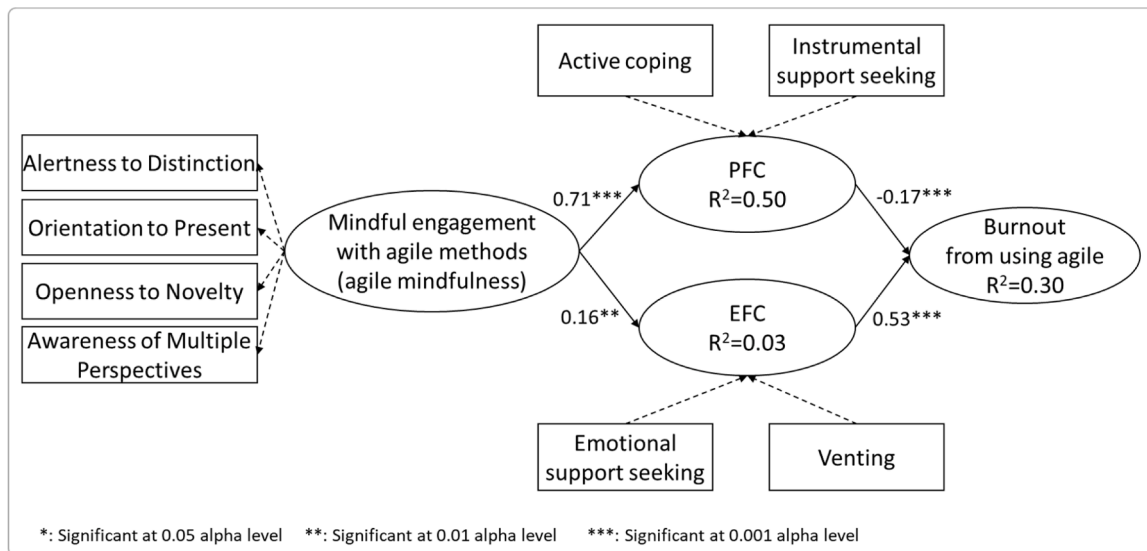 Active coping
Instrumental
support seeking
Alertness to Distinction
Orientation to Present
Openness to Novelty
Awareness of Multiple
Perspectives
Mindful engagement
with agile methods
(agile mindfulness)
0.71***
0.16**
PFC
R²=0.50
EFC
R²=0.03
-0.17***
0.53***
Burnout
from using agile
R²=0.30
Emotional
support seeking
Venting
*: Significant at 0.05 alpha level **: Significant at 0.01 alpha level ***: Significant at 0.001 alpha level